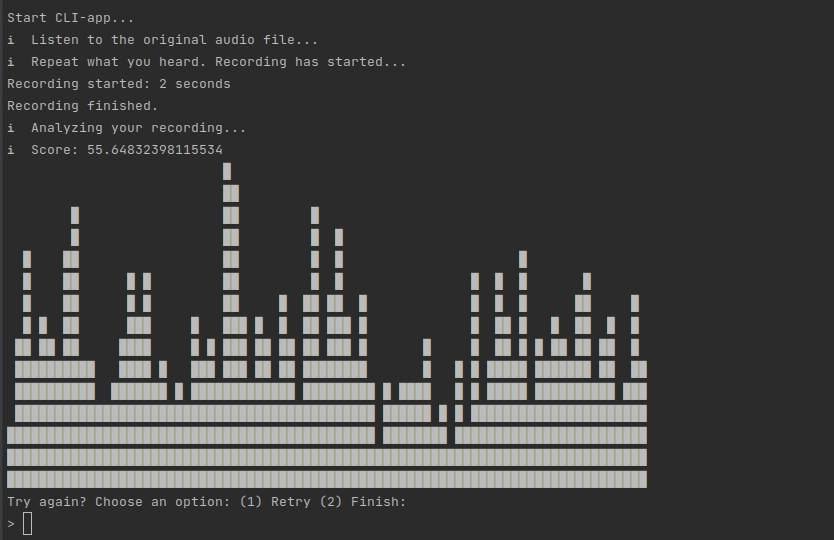 Start CLI-app...
i  Listen to the original audio file...
i  Repeat what you heard. Recording has started...
Recording started: 2 seconds
Recording finished.
i  Analyzing your recording...
i  Score: 55.64832398115534
Try again? Choose an option: (1) Retry (2) Finish:
>